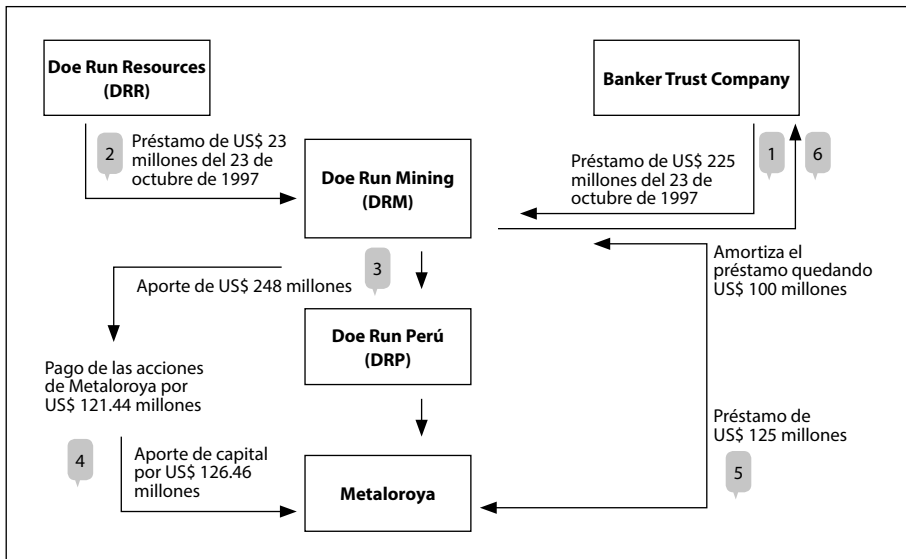 Doe Run Resources
(DRR)
Banker Trust Company
2
Préstamo de US$ 23
millones del 23 de
octubre de 1997
1
6
Préstamo de US$ 225
millones del 23 de
octubre de 1997
Doe Run Mining
(DRM)
3
Aporte de US$ 248 millones
Amortiza el
préstamo quedando
US$ 100 millones
Doe Run Perú
(DRP)
Pago de las acciones
de Metaloroya por
US$ 121.44 millones
Préstamo de
US$ 125 millones
5
4
Aporte de capital
por US$ 126.46
millones
Metaloroya